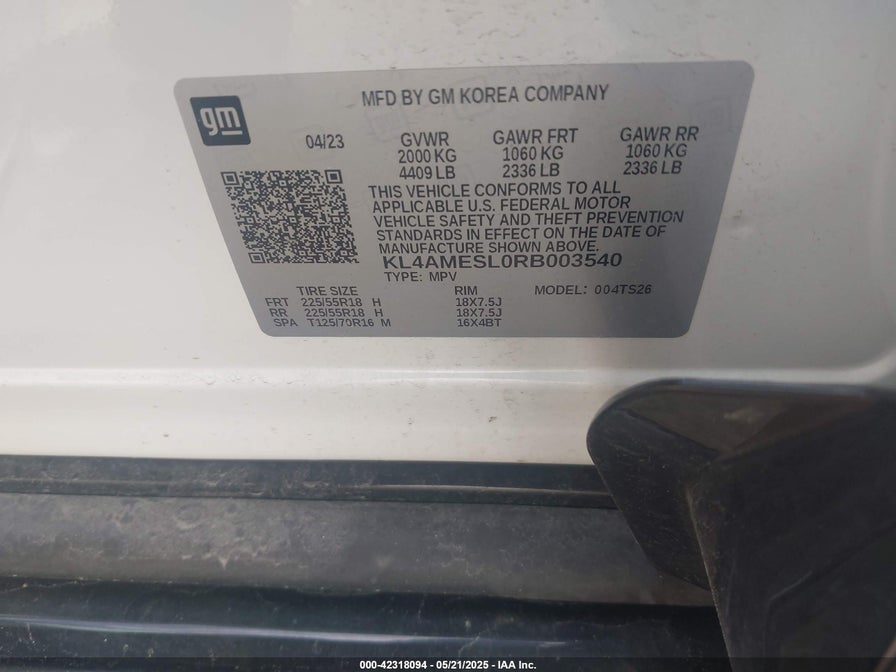 gm
MFD BY GM KOREA COMPANY
04/23 GVWR GAWR FRT GAWR RR
2000 KG 1060 KG 1060 KG
4409 LB 2336 LB 2336 LB
THIS VEHICLE CONFORMS TO ALL
APPLICABLE U.S. FEDERAL MOTOR
VEHICLE SAFETY AND THEFT PREVENTION
STANDARDS IN EFFECT ON THE DATE OF
MANUFACTURE SHOWN ABOVE.
KL4AMESL0RB003540
TYPE: MPV
TIRE SIZE RIM MODEL: 004TS26
FRT 225/55R18 H 18X7.5J
RR 225/55R18 H 18X7.5J
SPA T125/70R16 M 16X4BT
000-42318094 — 05/21/2025 — IAA Inc.